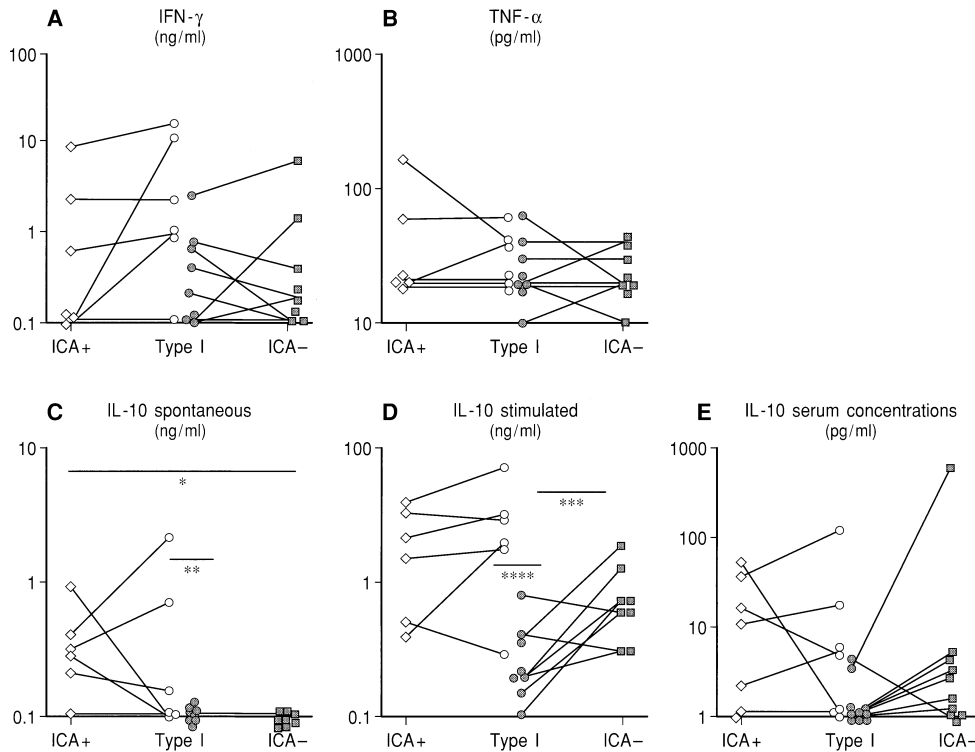 A IFN-γ
(ng/ml)
100
10
1
0.1
ICA+ Type I ICA–
B TNF-α
(pg/ml)
1000
100
10
ICA+ Type I ICA–
C IL-10 spontaneous
(ng/ml)
10
*
**
1
0.1
ICA+ Type I ICA–
D IL-10 stimulated
(ng/ml)
100
10
***
****
1
0.1
ICA+ Type I ICA–
E IL-10 serum concentrations
(pg/ml)
1000
100
10
1
ICA+ Type I ICA–